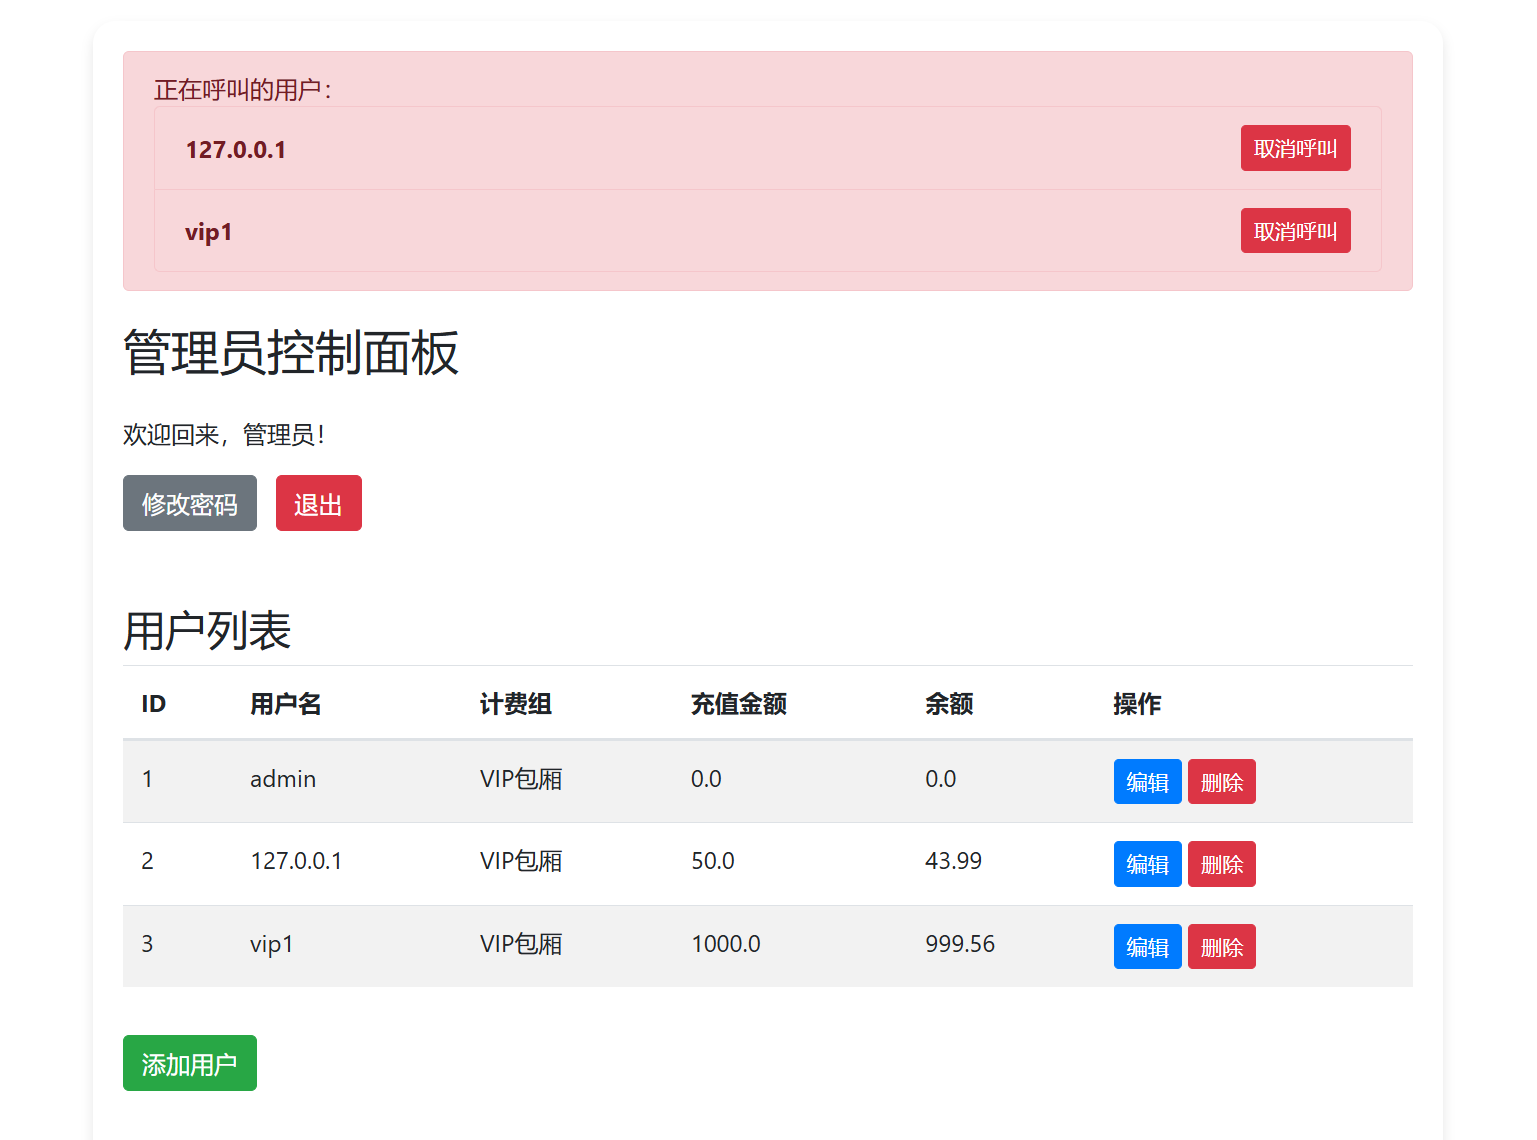 正在呼叫的用户：
127.0.0.1 取消呼叫
vip1 取消呼叫
管理员控制面板
欢迎回来，管理员！
修改密码 退出
用户列表
ID 用户名 计费组 充值金额 余额 操作
1 admin VIP包厢 0.0 0.0 编辑 删除
2 127.0.0.1 VIP包厢 50.0 43.99 编辑 删除
3 vip1 VIP包厢 1000.0 999.56 编辑 删除
添加用户